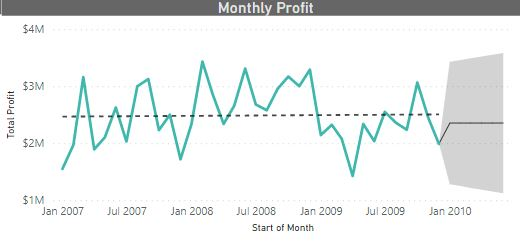 Monthly Profit
$4M
$3M
$2M
$1M
Total Profit
Jan 2007 Jul 2007 Jan 2008 Jul 2008 Jan 2009 Jul 2009 Jan 2010
Start of Month